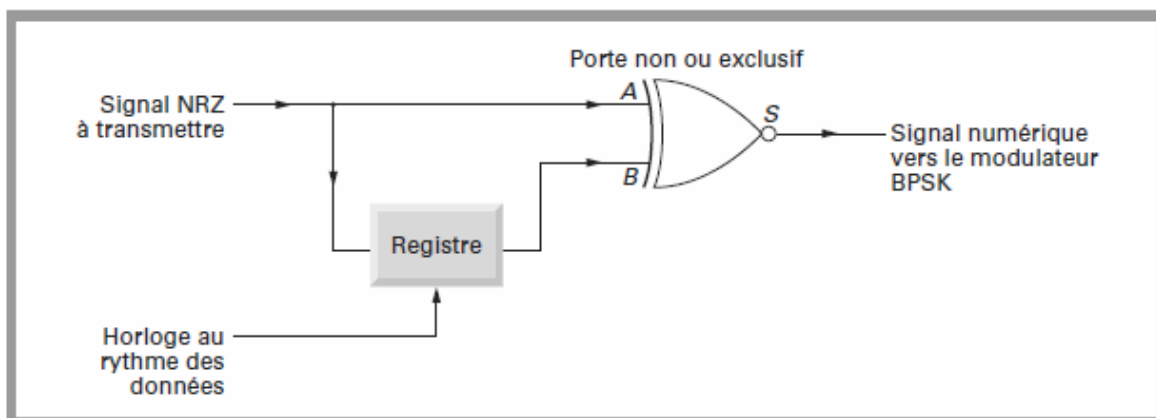 Porte non ou exclusif
Signal NRZ
à transmettre
A
S
Signal numérique
vers le modulateur
BPSK
B
Registre
Horloge au
rythme des
données